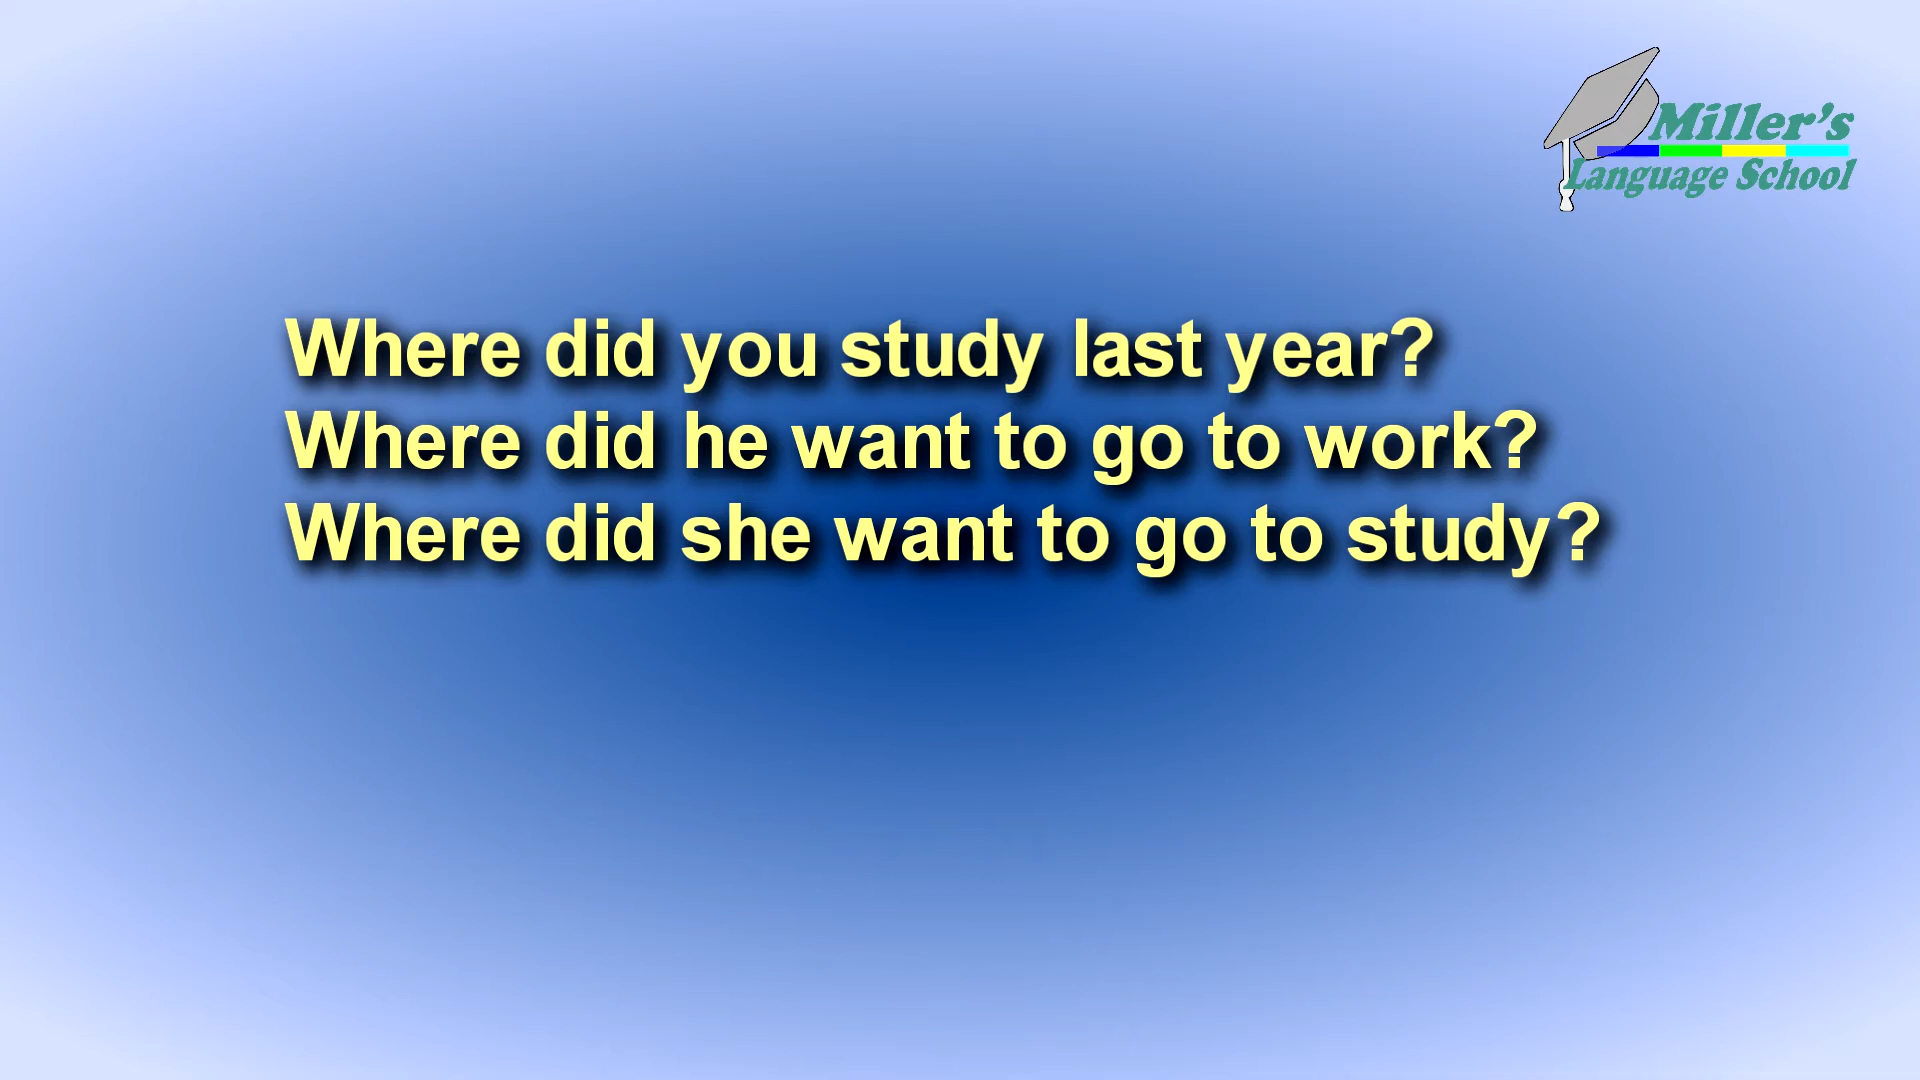 Miller's
Language School
Where did you study last year?
Where did he want to go to work?
Where did she want to go to study?